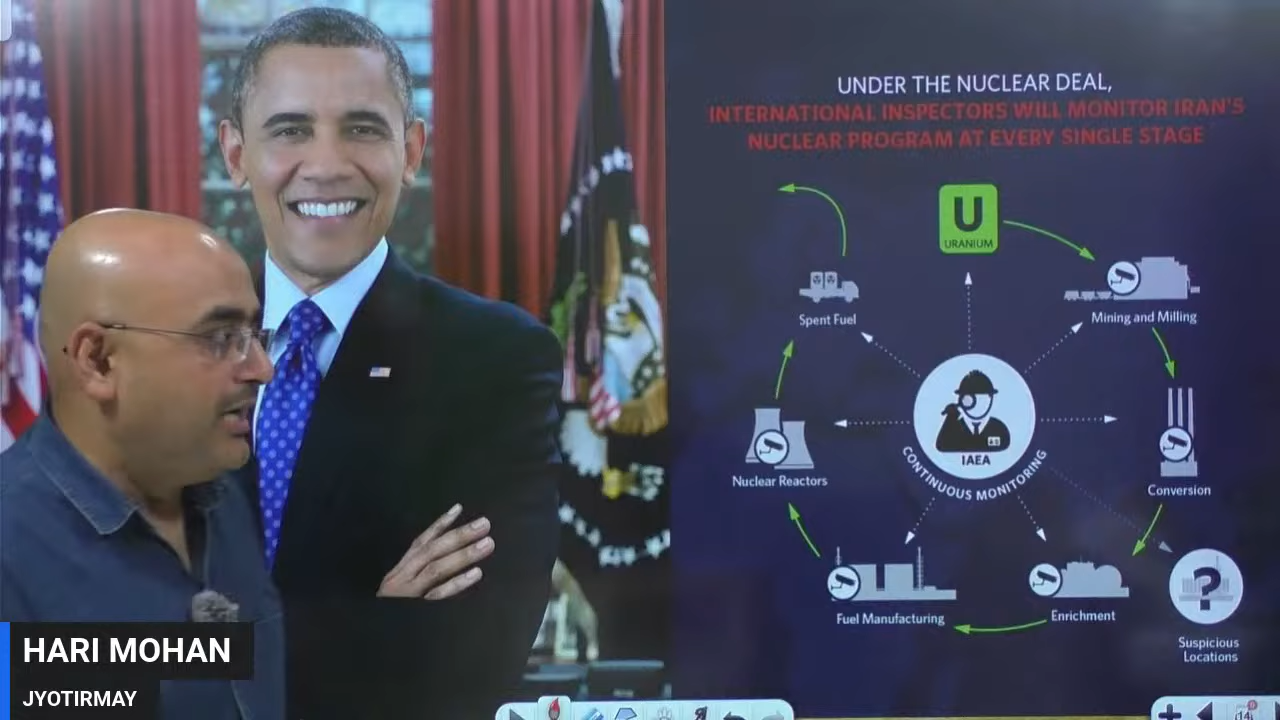 UNDER THE NUCLEAR DEAL,
INTERNATIONAL INSPECTORS WILL MONITOR IRAN'S
NUCLEAR PROGRAM AT EVERY SINGLE STAGE
U
URANIUM
Mining and Milling
Spent Fuel
IAEA
CONTINUOUS MONITORING
Nuclear Reactors
Conversion
Fuel Manufacturing
Enrichment
?
Suspicious
Locations
HARI MOHAN
JYOTIRMAY